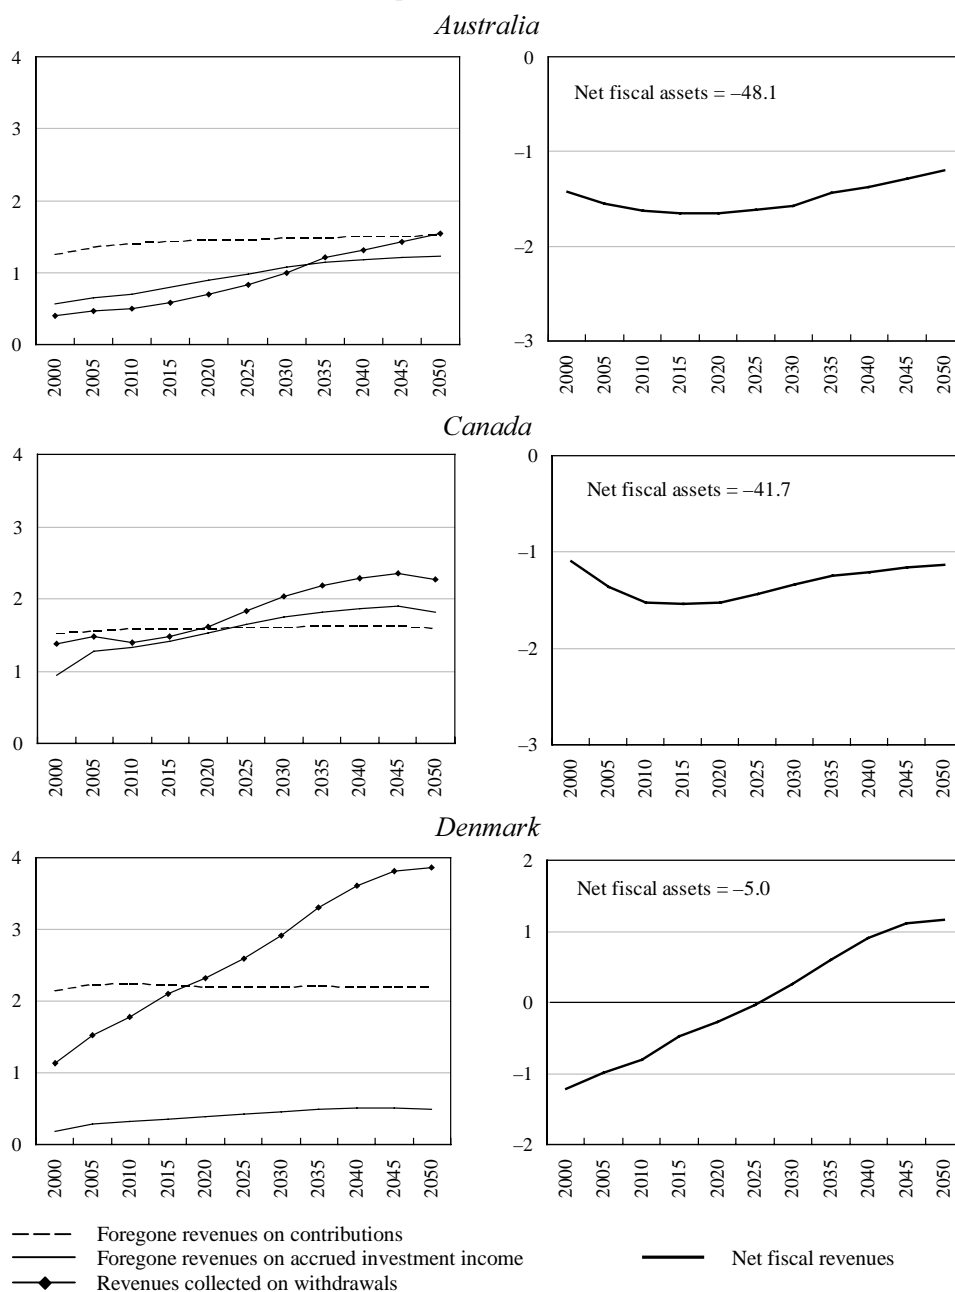 Australia
4
3
2
1
0
2000 2005 2010 2015 2020 2025 2030 2035 2040 2045 2050
Net fiscal assets = –48.1
0
–1
–2
–3
2000 2005 2010 2015 2020 2025 2030 2035 2040 2045 2050
Canada
4
3
2
1
0
2000 2005 2010 2015 2020 2025 2030 2035 2040 2045 2050
Net fiscal assets = –41.7
0
–1
–2
–3
2000 2005 2010 2015 2020 2025 2030 2035 2040 2045 2050
Denmark
4
3
2
1
0
2000 2005 2010 2015 2020 2025 2030 2035 2040 2045 2050
Net fiscal assets = –5.0
2
1
0
–1
–2
2000 2005 2010 2015 2020 2025 2030 2035 2040 2045 2050
Foregone revenues on contributions
Foregone revenues on accrued investment income
Revenues collected on withdrawals
Net fiscal revenues